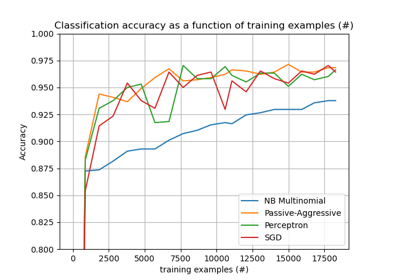 Classification accuracy as a function of training examples (#)
1.000
0.975
0.950
0.925
0.900
0.875
0.850
0.825
0.800
Accuracy
NB Multinomial
Passive-Aggressive
Perceptron
SGD
0 2500 5000 7500 10000 12500 15000 17500
training examples (#)